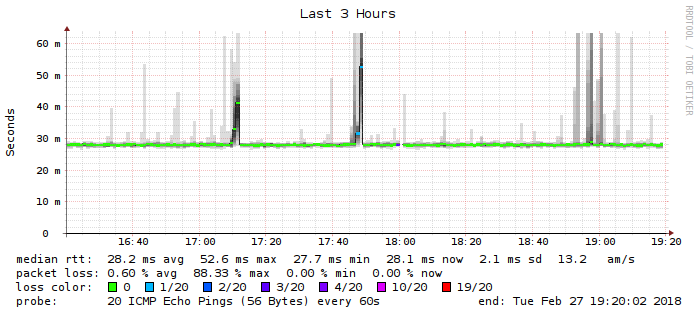 Last 3 Hours
RRDTOOL / TOBI OETIKER
Seconds
60 m
50 m
40 m
30 m
20 m
10 m
0
16:40 17:00 17:20 17:40 18:00 18:20 18:40 19:00 19:20
median rtt: 28.2 ms avg 52.6 ms max 27.7 ms min 28.1 ms now 2.1 ms sd 13.2 am/s
packet loss: 0.60 % avg 88.33 % max 0.00 % min 0.00 % now
loss color: 0 1/20 2/20 3/20 4/20 10/20 19/20
probe: 20 ICMP Echo Pings (56 Bytes) every 60s end: Tue Feb 27 19:20:02 2018